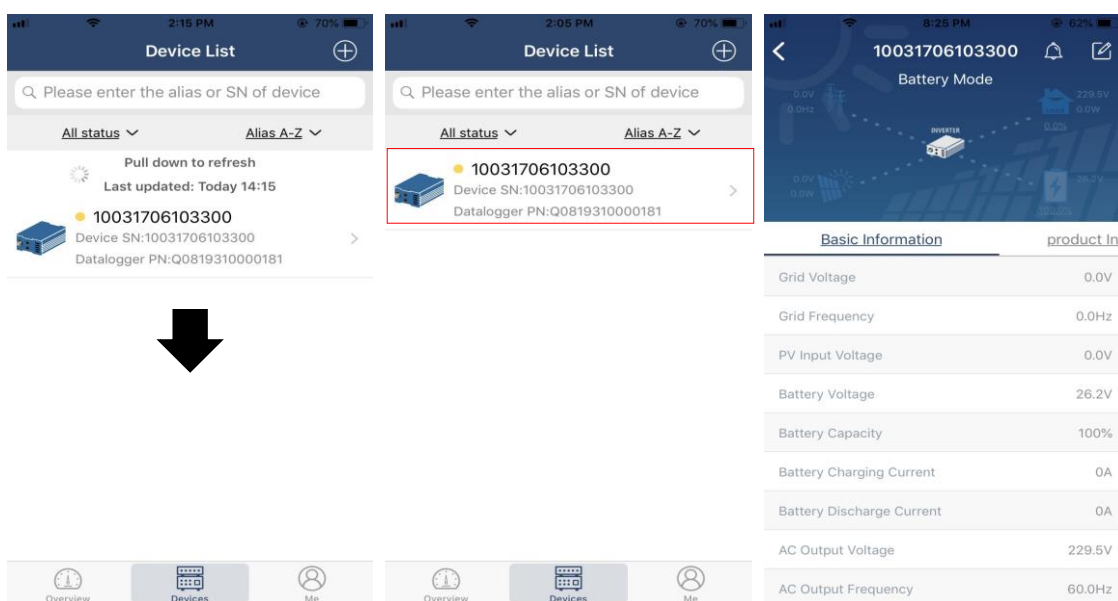 2:15 PM
70%
Device List
Please enter the alias or SN of device
All status
Alias A-Z
Pull down to refresh
Last updated: Today 14:15
10031706103300
Device SN:10031706103300
Datalogger PN:Q0819310000181
Overview
Devices
Me
2:05 PM
70%
Device List
Please enter the alias or SN of device
All status
Alias A-Z
10031706103300
Device SN:10031706103300
Datalogger PN:Q0819310000181
Overview
Devices
Me
8:25 PM
62%
10031706103300
Battery Mode
0.0V
0.0Hz
229.5V
0.0W
0.0%
INVERTER
0.0V
0.0W
26.2V
100.0%
Basic Information
product In
Grid Voltage 0.0V
Grid Frequency 0.0Hz
PV Input Voltage 0.0V
Battery Voltage 26.2V
Battery Capacity 100%
Battery Charging Current 0A
Battery Discharge Current 0A
AC Output Voltage 229.5V
AC Output Frequency 60.0Hz